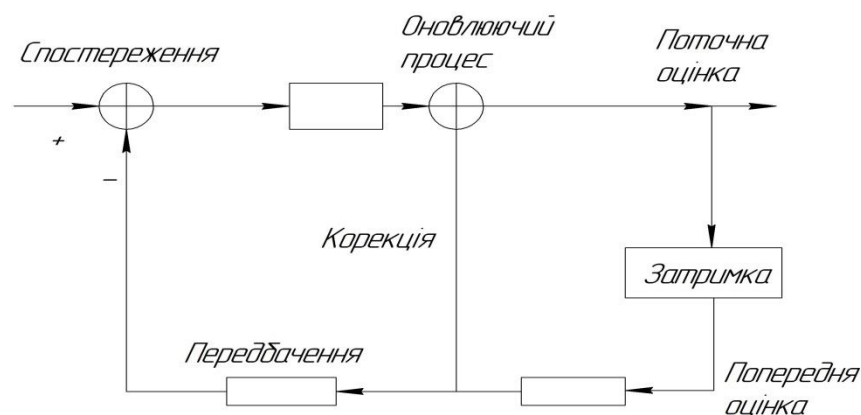 Спостереження
Оновлюючий
процес
Поточна
оцінка
+
–
Корекція
Затримка
Передбачення
Попередня
оцінка